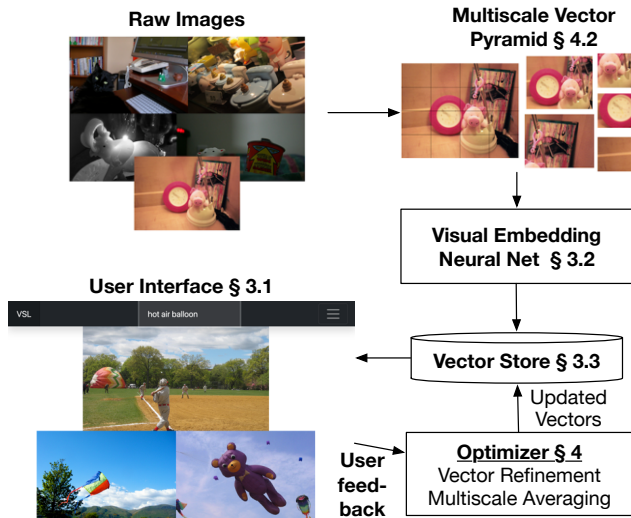 Raw Images
Multiscale Vector
Pyramid § 4.2
Visual Embedding
Neural Net § 3.2
User Interface § 3.1
VSL
hot air balloon
Vector Store § 3.3
Updated
Vectors
User
feed-
back
Optimizer § 4
Vector Refinement
Multiscale Averaging